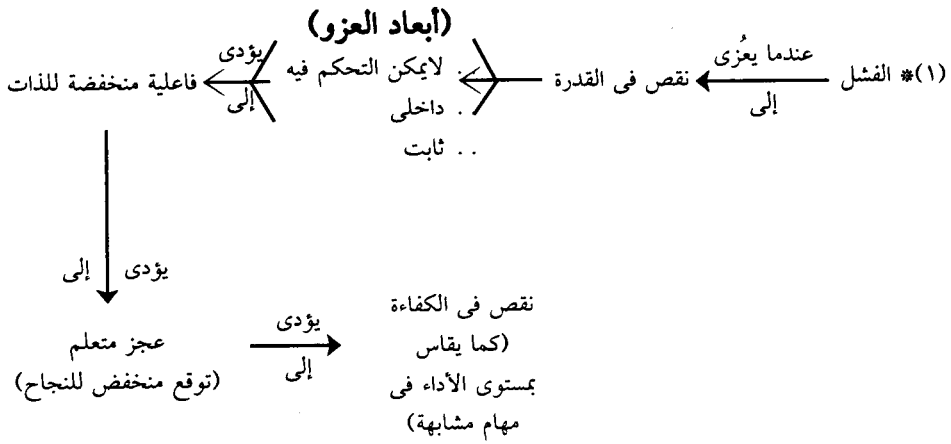 (أبعاد العزو)
(١)* الفشل
عندما يعُزى
إلى
نقص فى القدرة
. لايمكن التحكم فيه
. داخلى
. . ثابت
يؤدى
إلى
فاعلية منخفضة للذات
يؤدى
إلى
عجز متعلم
(توقع منخفض للنجاح)
يؤدى
إلى
نقص فى الكفاءة
(كما يقاس
بمستوى الأداء فى
مهام مشابهة)